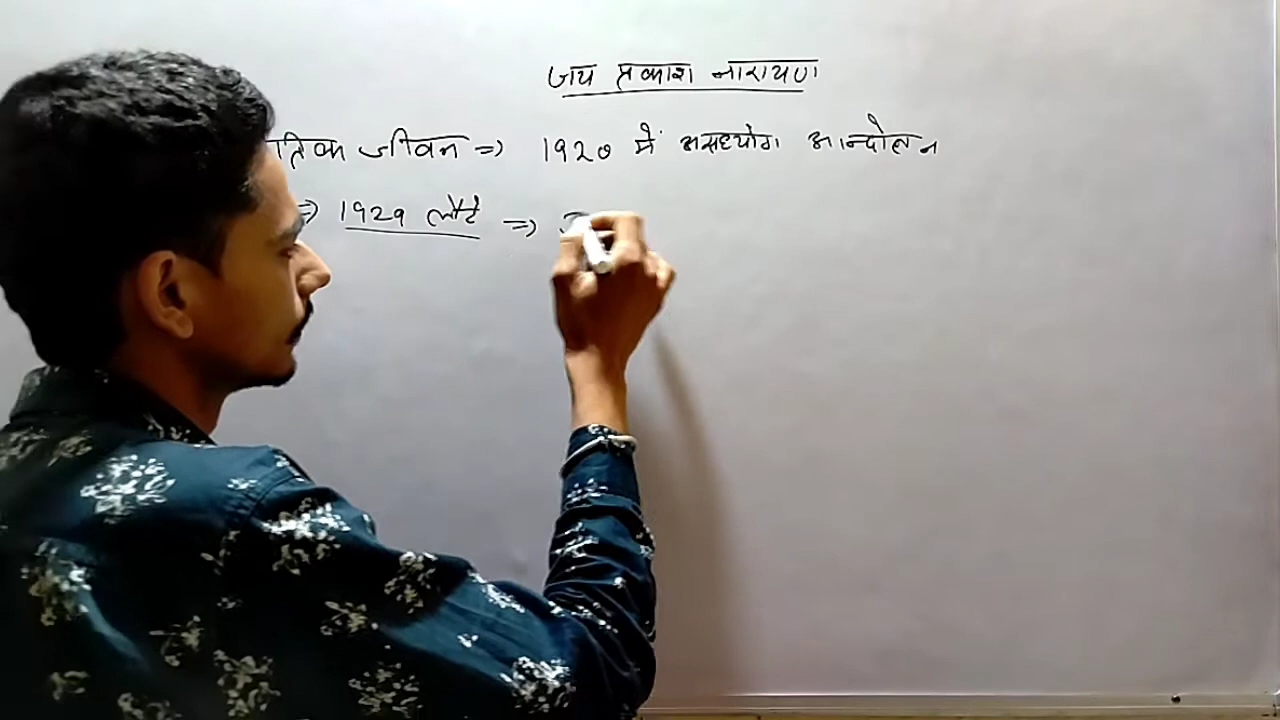 जय प्रकाश नारायण
तिक जीवन => 1920 में असहयोग आन्दोलन
=> 1929 लौटे =>